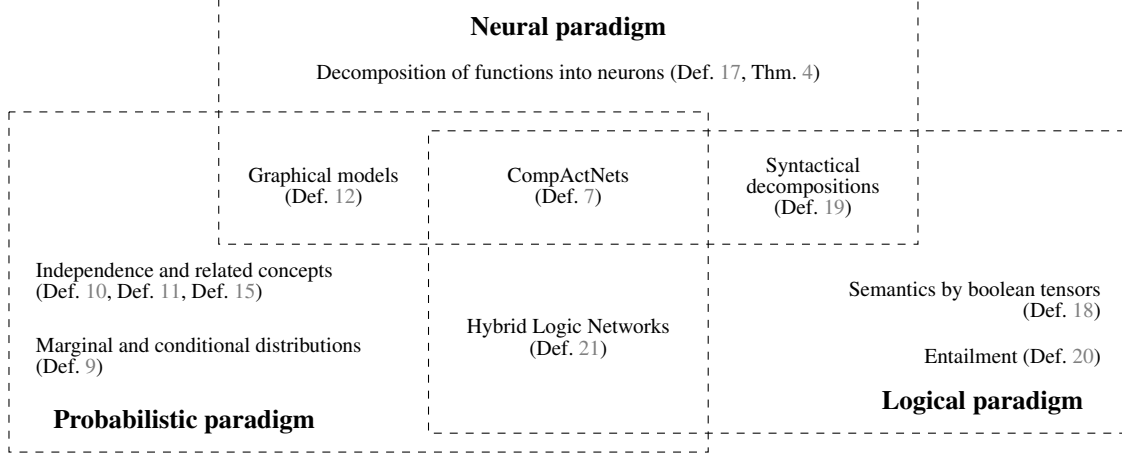 Neural paradigm
Decomposition of functions into neurons (Def. 17, Thm. 4)
Graphical models
(Def. 12)
CompActNets
(Def. 7)
Syntactical
decompositions
(Def. 19)
Independence and related concepts
(Def. 10, Def. 11, Def. 15)
Marginal and conditional distributions
(Def. 9)
Probabilistic paradigm
Hybrid Logic Networks
(Def. 21)
Semantics by boolean tensors
(Def. 18)
Entailment (Def. 20)
Logical paradigm